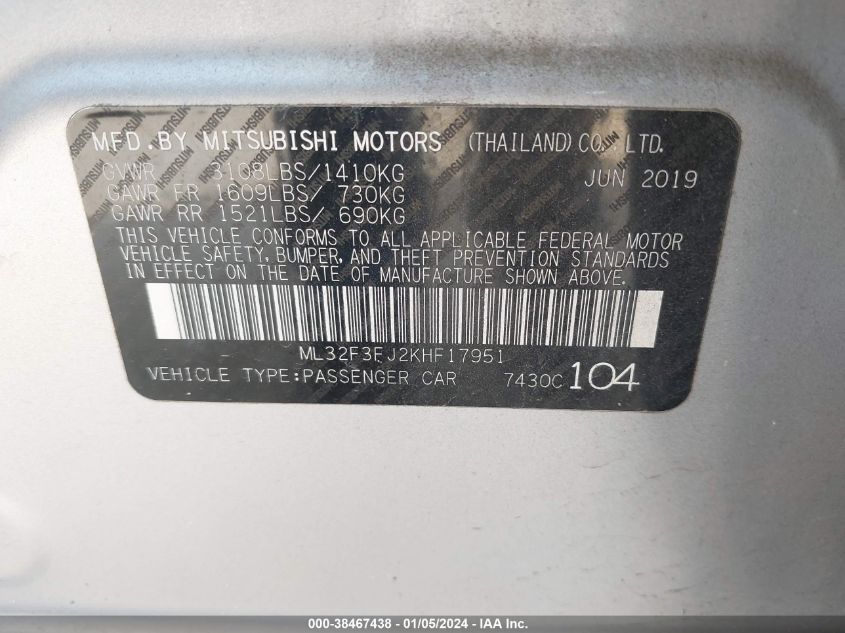 MFD.BY MITSUBISHI MOTORS (THAILAND) CO., LTD.
GVWR 3108LBS/1410KG JUN 2019
GAWR FR 1609LBS/ 730KG
GAWR RR 1521LBS/ 690KG
THIS VEHICLE CONFORMS TO ALL APPLICABLE FEDERAL MOTOR
VEHICLE SAFETY, BUMPER, AND THEFT PREVENTION STANDARDS
IN EFFECT ON THE DATE OF MANUFACTURE SHOWN ABOVE.
ML32F3FJ2KHF17951
VEHICLE TYPE:PASSENGER CAR 7430C 104
000-38467438 | 01/05/2024 - IAA Inc.